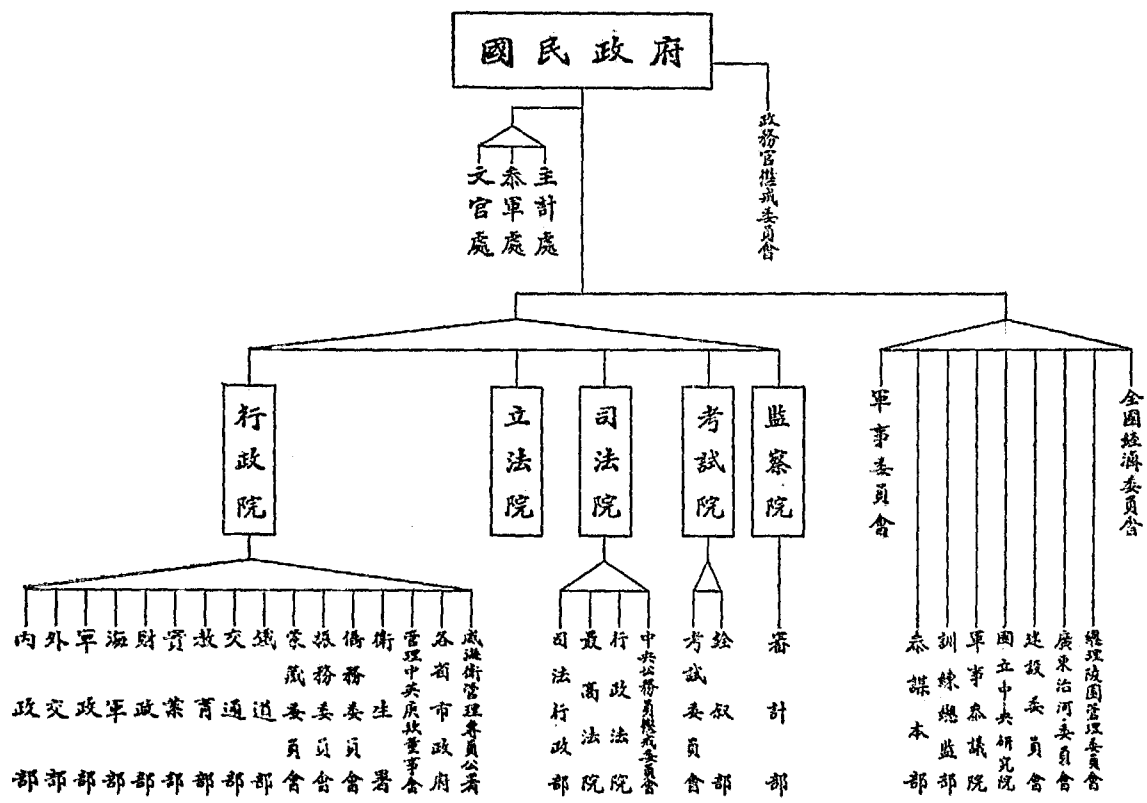 國民政府
政務官懲戒委員會
文官處
參軍處
主計處
行政院
立法院
司法院
考試院
監察院
軍事委員會
全國經濟委員會
內政部
外交部
軍政部
海軍部
財政部
實業部
教育部
交通部
鐵道部
蒙藏委員會
振務委員會
僑務委員會
衛生署
管理中英庚款董事會
各省市政府
威海衛管理專員公署
司法行政部
最高法院
行政法院
中央公務員懲戒委員會
考試委員會
銓叙部
審計部
參謀本部
訓練總監部
軍事參議院
國立中央研究院
建設委員會
廣東治河委員會
總理陵園管理委員會